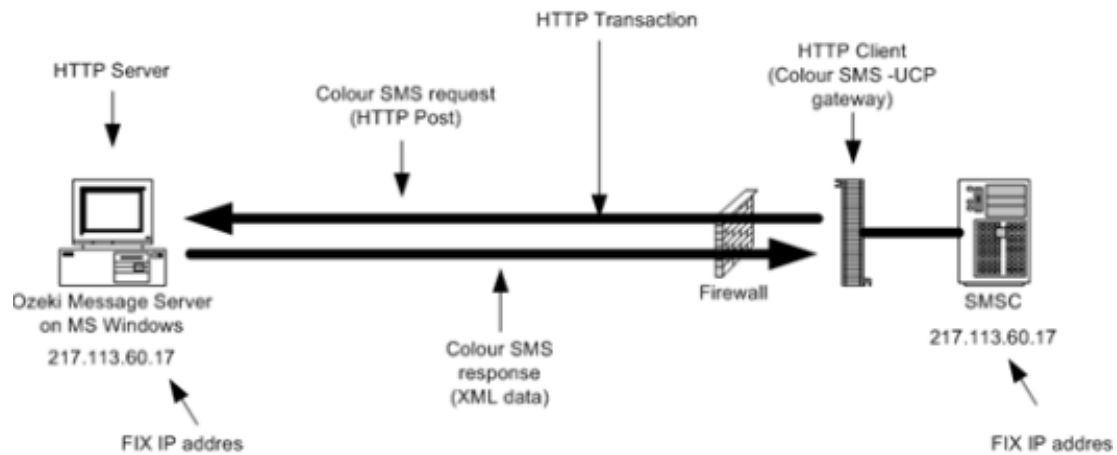 HTTP Transaction
HTTP Server
HTTP Client
(Colour SMS -UCP
gateway)
Colour SMS request
(HTTP Post)
Firewall
Ozeki Message Server
on MS Windows
217.113.60.17
SMSC
217.113.60.17
Colour SMS
response
(XML data)
FIX IP addres
FIX IP addres